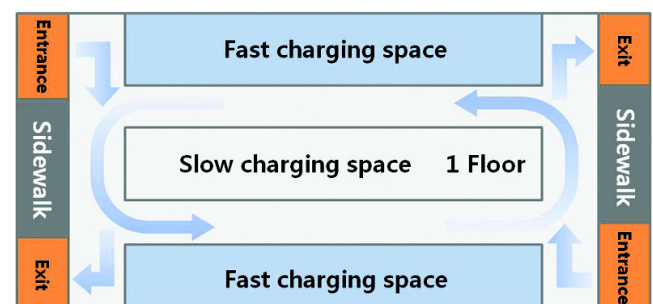 Entrance
Fast charging space
Exit
Sidewalk
Slow charging space 1 Floor
Sidewalk
Exit
Fast charging space
Entrance